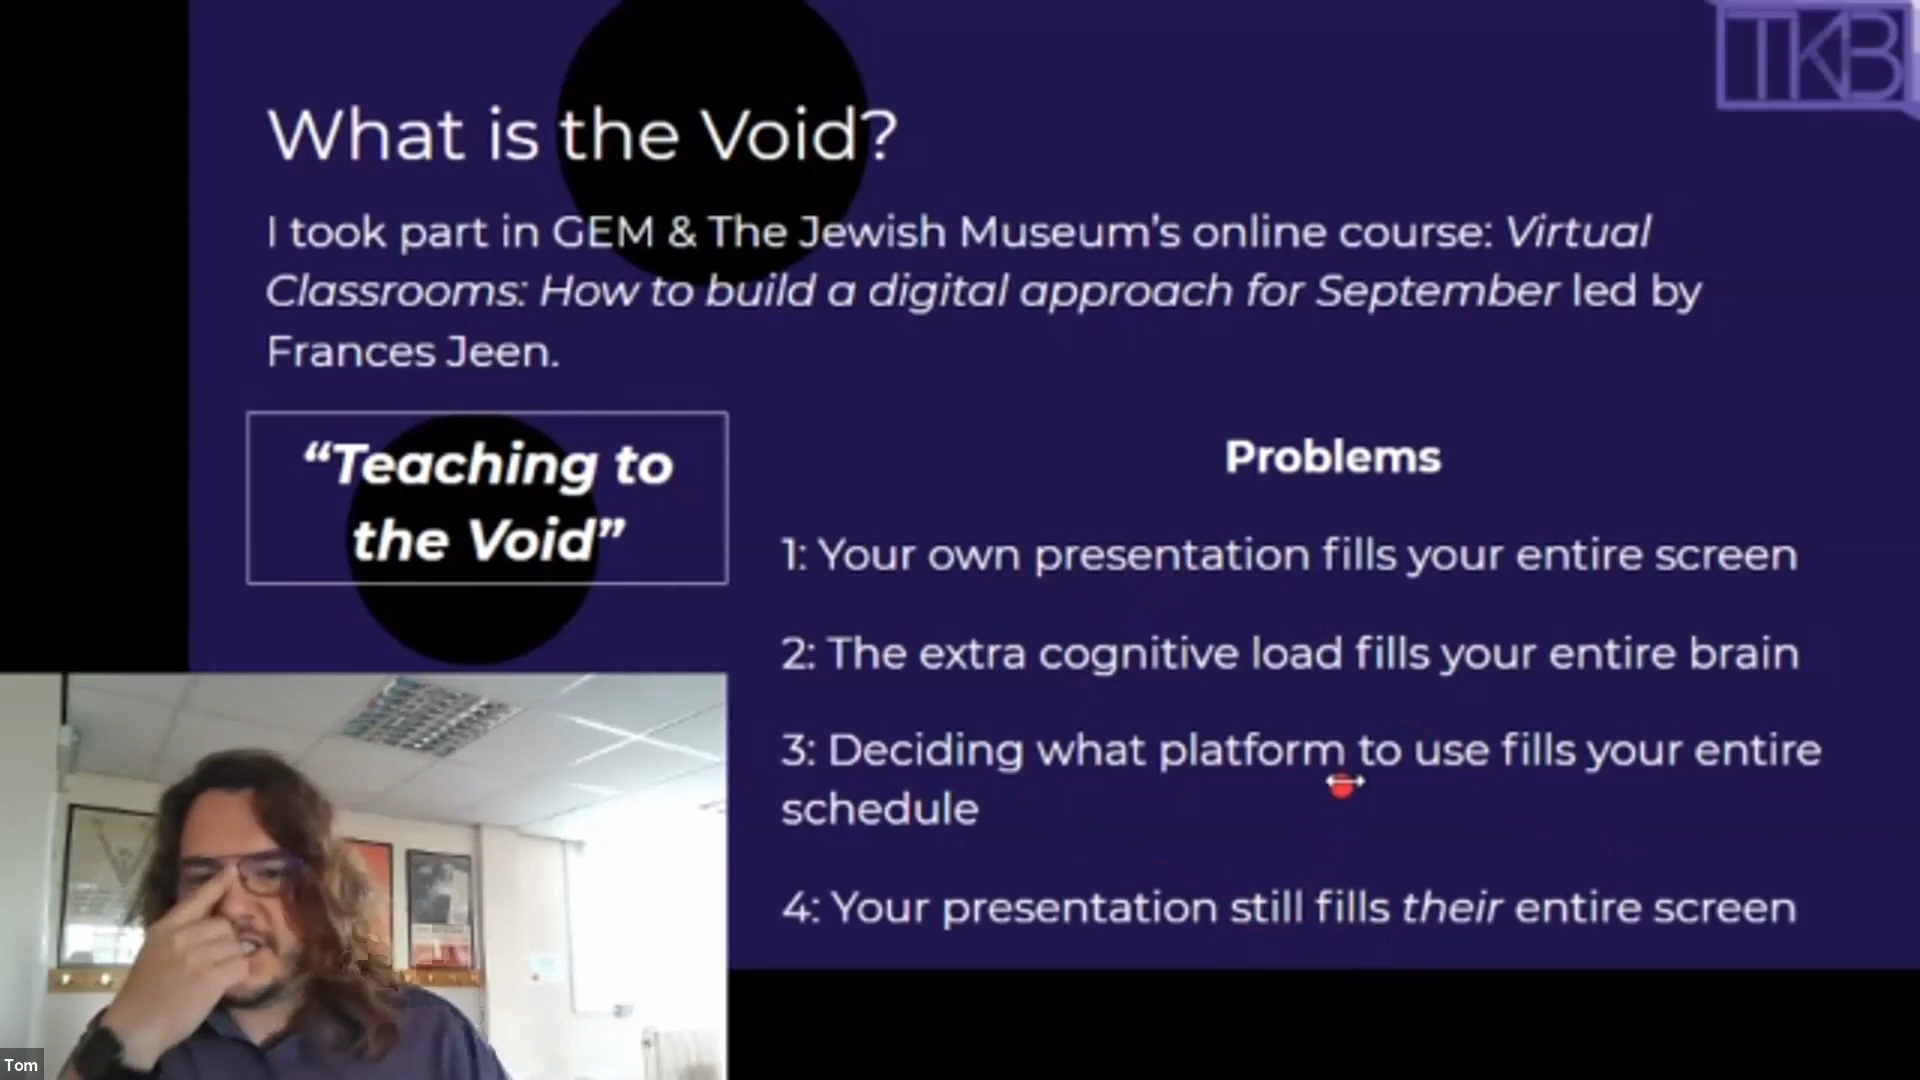 TKB
What is the Void?
I took part in GEM & The Jewish Museum's online course: Virtual
Classrooms: How to build a digital approach for September led by
Frances Jeen.
“Teaching to
the Void”
Problems
1: Your own presentation fills your entire screen
2: The extra cognitive load fills your entire brain
3: Deciding what platform to use fills your entire
schedule
4: Your presentation still fills their entire screen
Tom